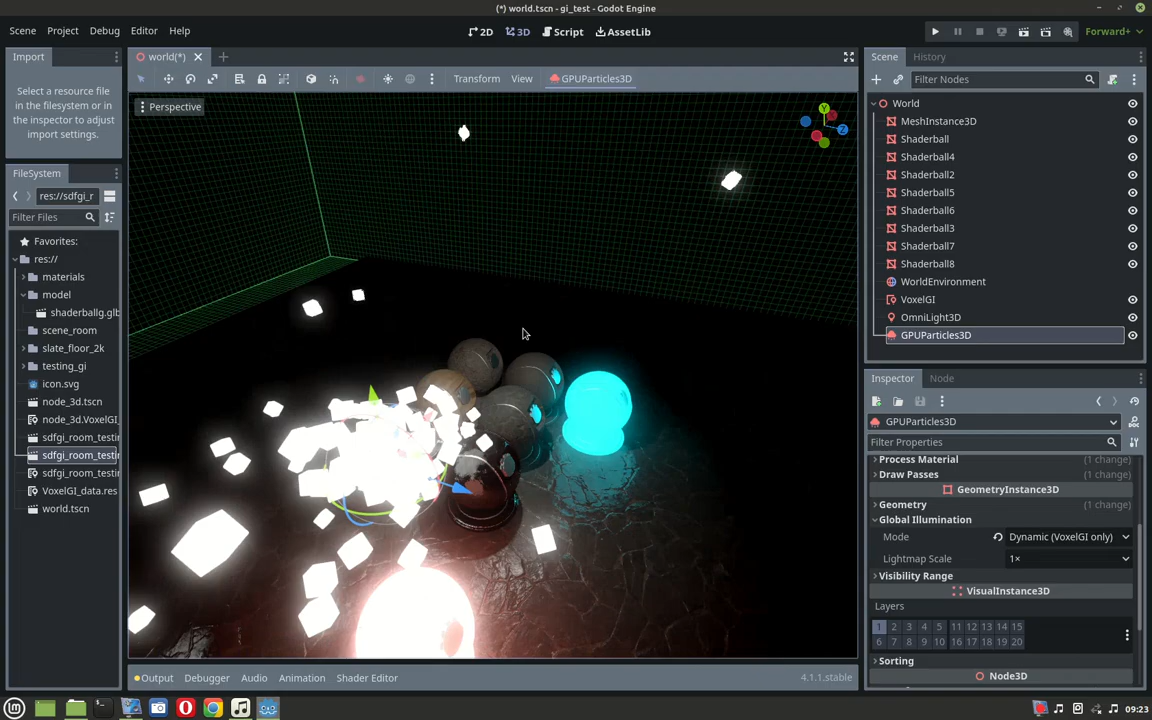 (*) world.tscn - gi_test - Godot Engine
Scene Project Debug Editor Help
2D 3D Script AssetLib
Forward+
Import
world(*)
Scene History
Select a resource file in the filesystem or in the inspector to adjust import settings.
Transform View GPUParticles3D
Filter Nodes
Perspective
Y
Z
World
MeshInstance3D
Shaderball
Shaderball4
Shaderball2
Shaderball5
Shaderball6
Shaderball3
Shaderball7
Shaderball8
WorldEnvironment
VoxelGI
OmniLight3D
GPUParticles3D
FileSystem
res://sdfgi_r
Filter Files
Favorites:
res://
materials
model
shaderballg.glb
scene_room
slate_floor_2k
testing_gi
icon.svg
node_3d.tscn
node_3d.VoxelGI_
sdfgi_room_testi
sdfgi_room_testi
sdfgi_room_testi
VoxelGI_data.res
world.tscn
Inspector Node
GPUParticles3D
Filter Properties
Process Material (1 change)
Draw Passes (1 change)
GeometryInstance3D
Geometry (1 change)
Global Illumination
Mode Dynamic (VoxelGI only)
Lightmap Scale 1×
Visibility Range
VisualInstance3D
Layers
1 2 3 4 5 11 12 13 14 15
6 7 8 9 10 16 17 18 19 20
Sorting
Node3D
Output Debugger Audio Animation Shader Editor
4.1.1.stable
09:23